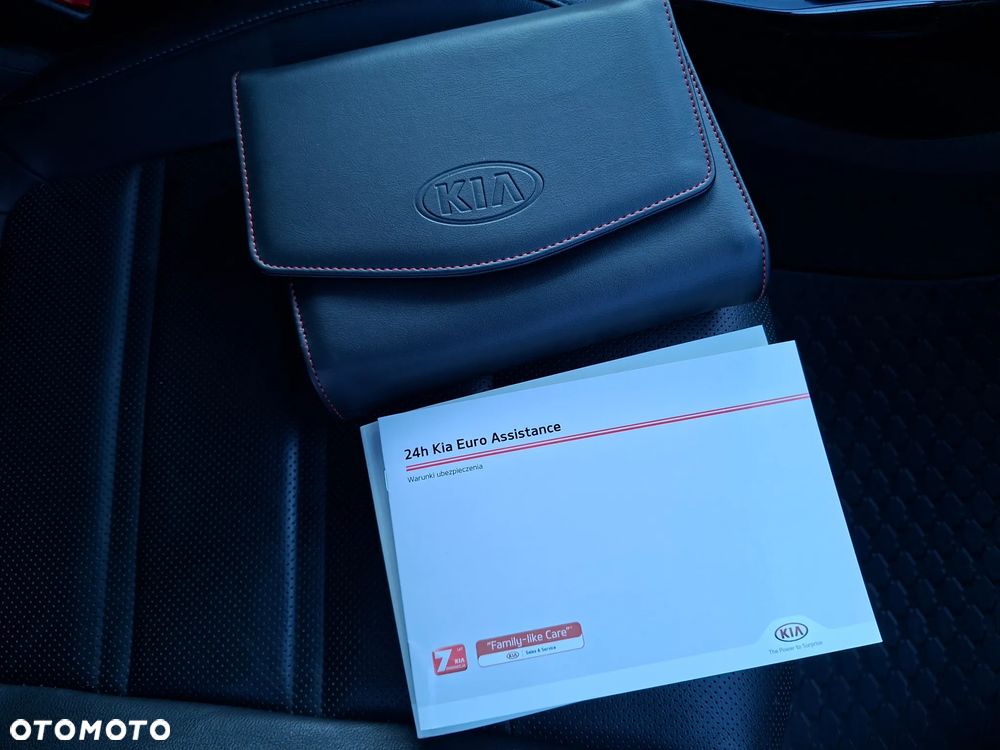 KIA
24h Kia Euro Assistance
Warunki ubezpieczenia
7 LAT
KIA
"Family-like Care"
KIA Sales & Service
KIA
The Power to Surprise
OTOMOTO